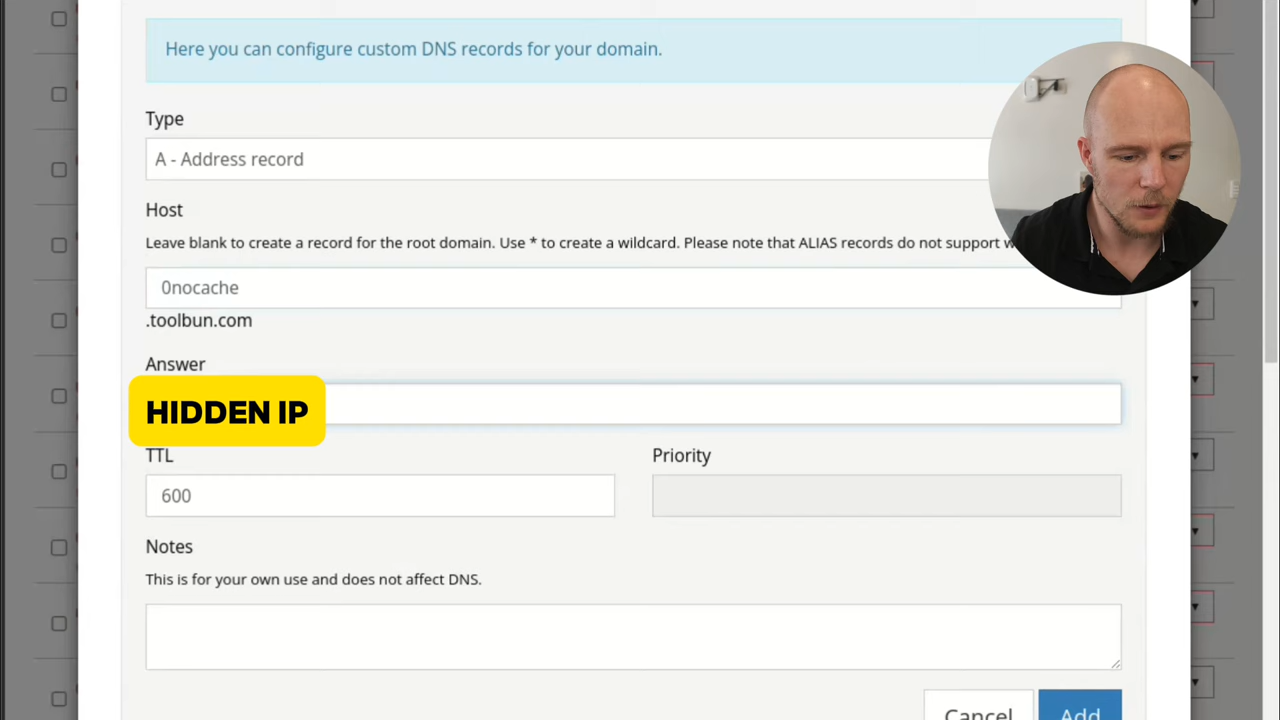 Here you can configure custom DNS records for your domain.
Type
A - Address record
Host
Leave blank to create a record for the root domain. Use * to create a wildcard. Please note that ALIAS records do not support
0nocache
.toolbun.com
Answer
HIDDEN IP
TTL
Priority
600
Notes
This is for your own use and does not affect DNS.
Cancel
Add